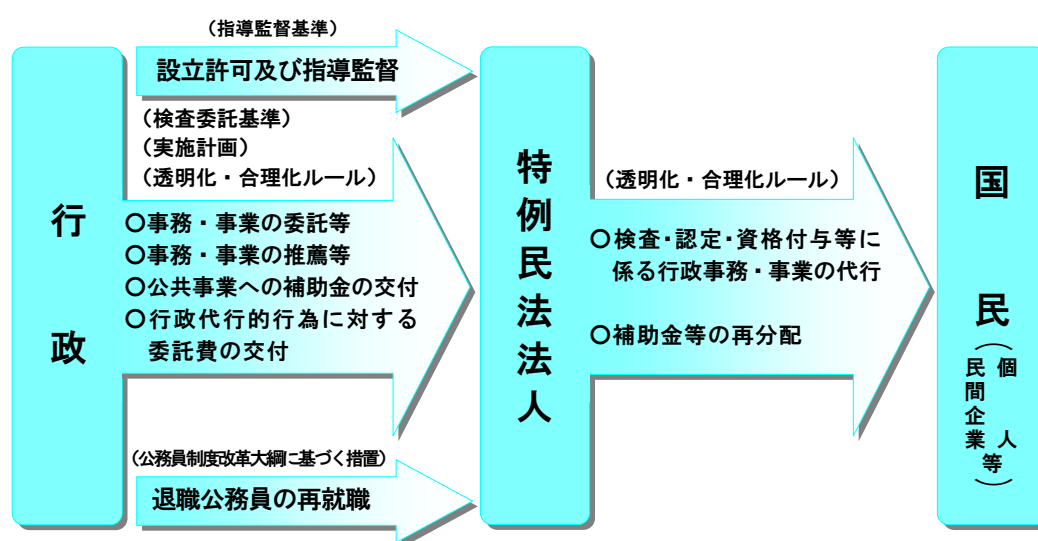 行政
（指導監督基準）
設立許可及び指導監督
（検査委託基準）
（実施計画）
（透明化・合理化ルール）
〇事務・事業の委託等
〇事務・事業の推薦等
〇公共事業への補助金の交付
〇行政代行的行為に対する
委託費の交付
（公務員制度改革大綱に基づく措置）
退職公務員の再就職
特例民法法人
（透明化・合理化ルール）
〇検査・認定・資格付与等に
係る行政事務・事業の代行
〇補助金等の再分配
国民
（個人
民間企業等）